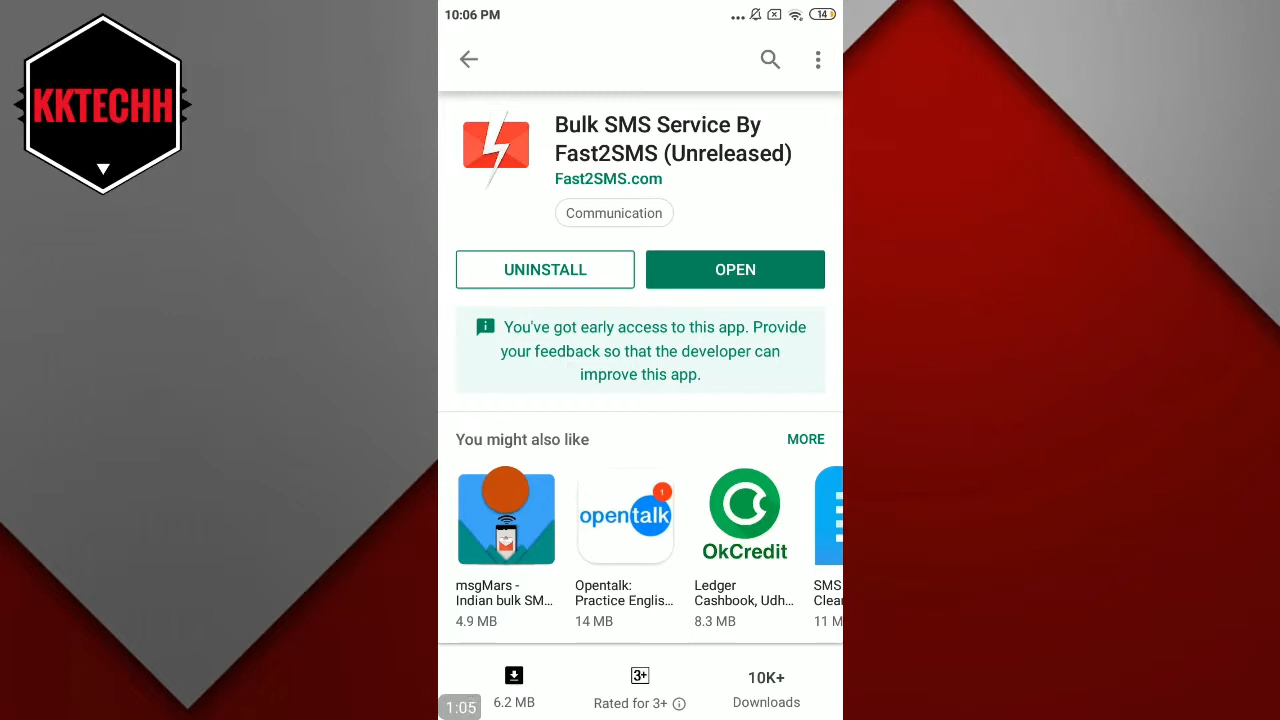 10:06 PM
14
KKTECHH
Bulk SMS Service By
Fast2SMS (Unreleased)
Fast2SMS.com
Communication
UNINSTALL
OPEN
You've got early access to this app. Provide
your feedback so that the developer can
improve this app.
You might also like
MORE
1
opentalk
OkCredit
msgMars -
Indian bulk SM...
4.9 MB
Opentalk:
Practice Englis...
14 MB
Ledger
Cashbook, Udh...
8.3 MB
SMS
Clea
11 M
3+
10K+
6.2 MB
Rated for 3+
Downloads
1:05